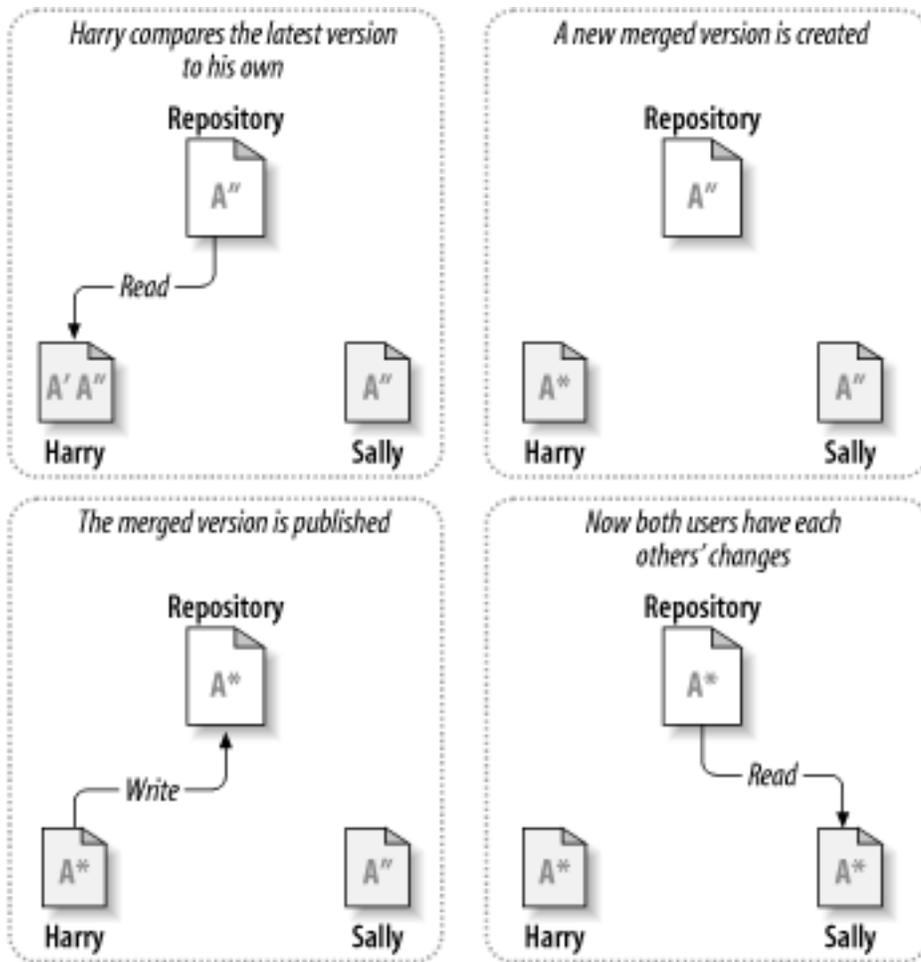 Harry compares the latest version
to his own
Repository
A″
Read
A′ A″
A″
Harry
Sally
A new merged version is created
Repository
A″
A*
A″
Harry
Sally
The merged version is published
Repository
A*
Write
A*
A″
Harry
Sally
Now both users have each
others’ changes
Repository
A*
Read
A*
A*
Harry
Sally